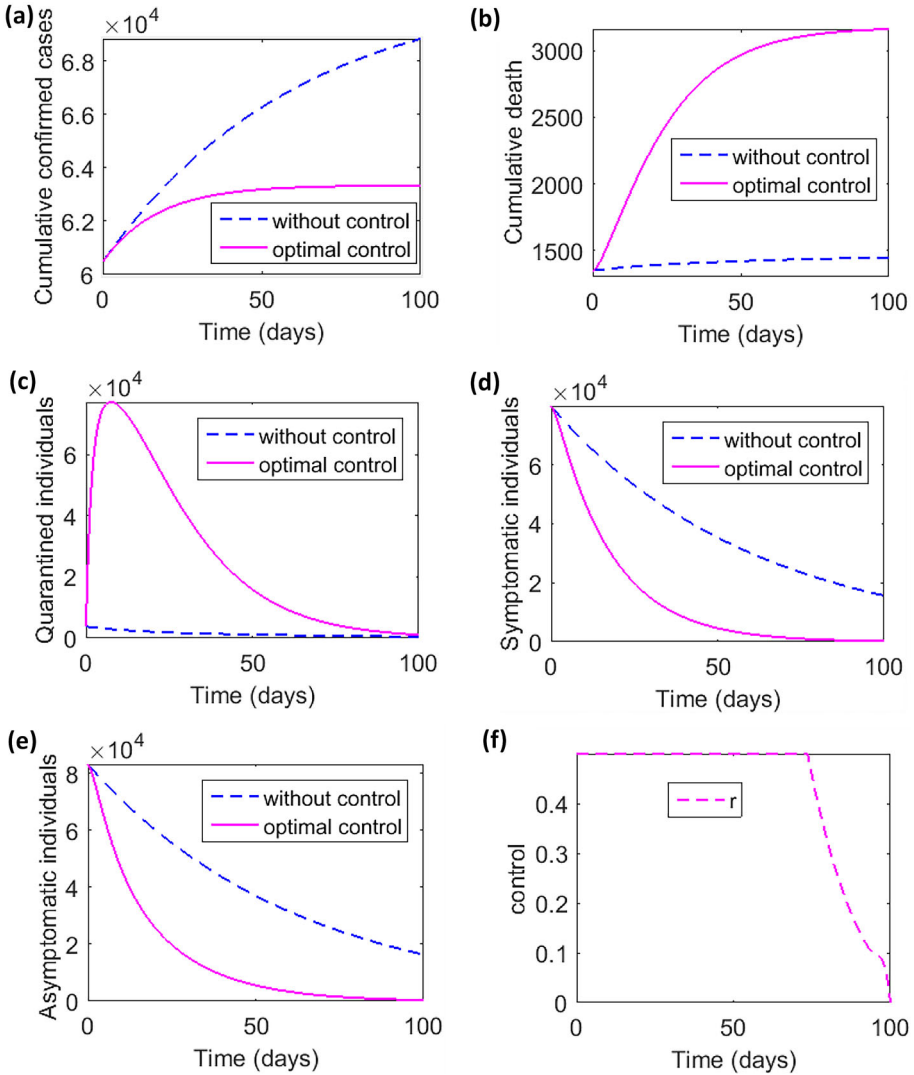 (a)
×10^4
6.8
6.6
6.4
6.2
6
Cumulative confirmed cases
without control
optimal control
0 50 100
Time (days)
(b)
3000
2500
2000
1500
Cumulative death
without control
optimal control
0 50 100
Time (days)
(c)
×10^4
6
4
2
0
Quarantined individuals
without control
optimal control
0 50 100
Time (days)
(d)
×10^4
6
4
2
0
Symptomatic individuals
without control
optimal control
0 50 100
Time (days)
(e)
×10^4
8
6
4
2
0
Asymptomatic individuals
without control
optimal control
0 50 100
Time (days)
(f)
0.4
0.3
0.2
0.1
0
control
r
0 50 100
Time (days)